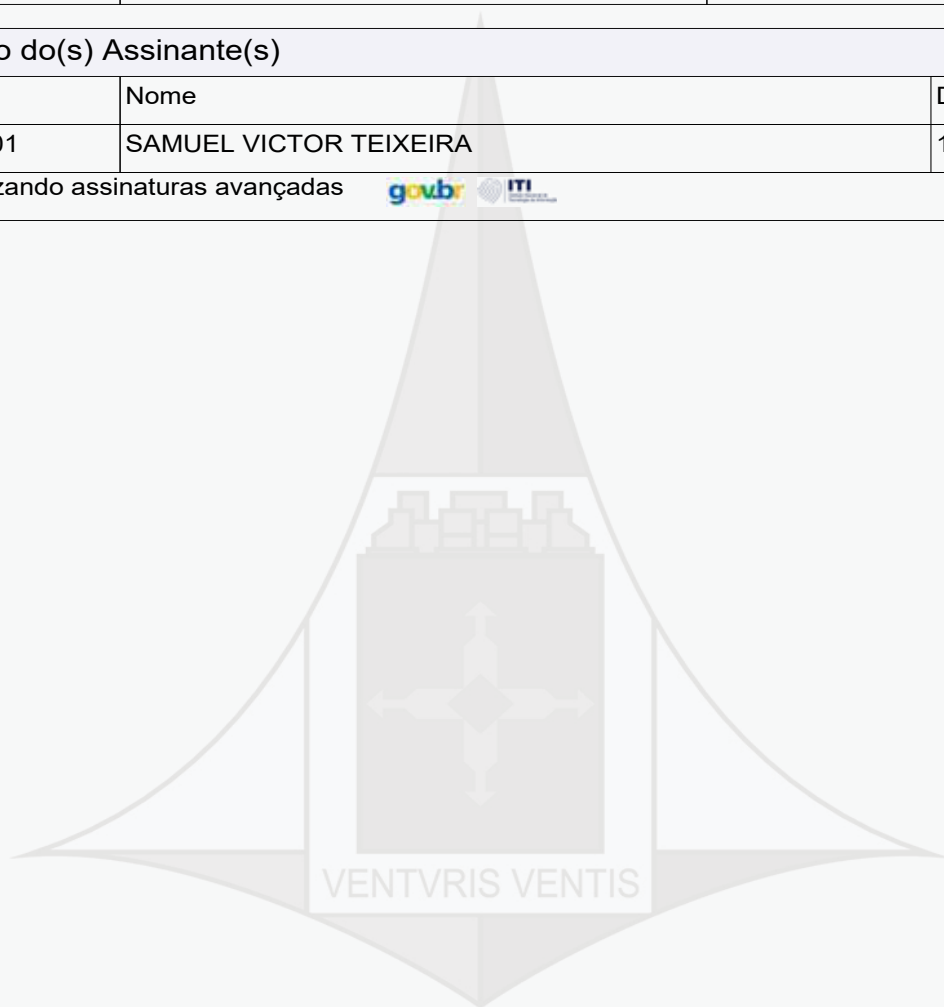 o do(s) Assinante(s)
Nome
01 SAMUEL VICTOR TEIXEIRA 1
zando assinaturas avançadas gov.br ITI
VENTVRIS VENTIS